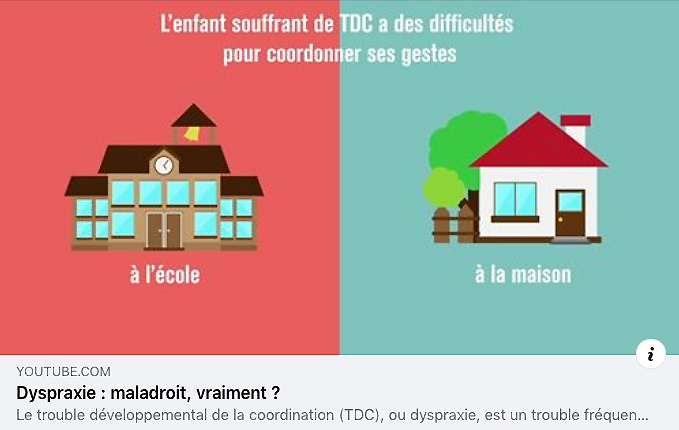 L'enfant souffrant de TDC a des difficultés
pour coordonner ses gestes
à l'école
à la maison
i
YOUTUBE.COM
Dyspraxie : maladroit, vraiment ?
Le trouble développemental de la coordination (TDC), ou dyspraxie, est un trouble fréquen...